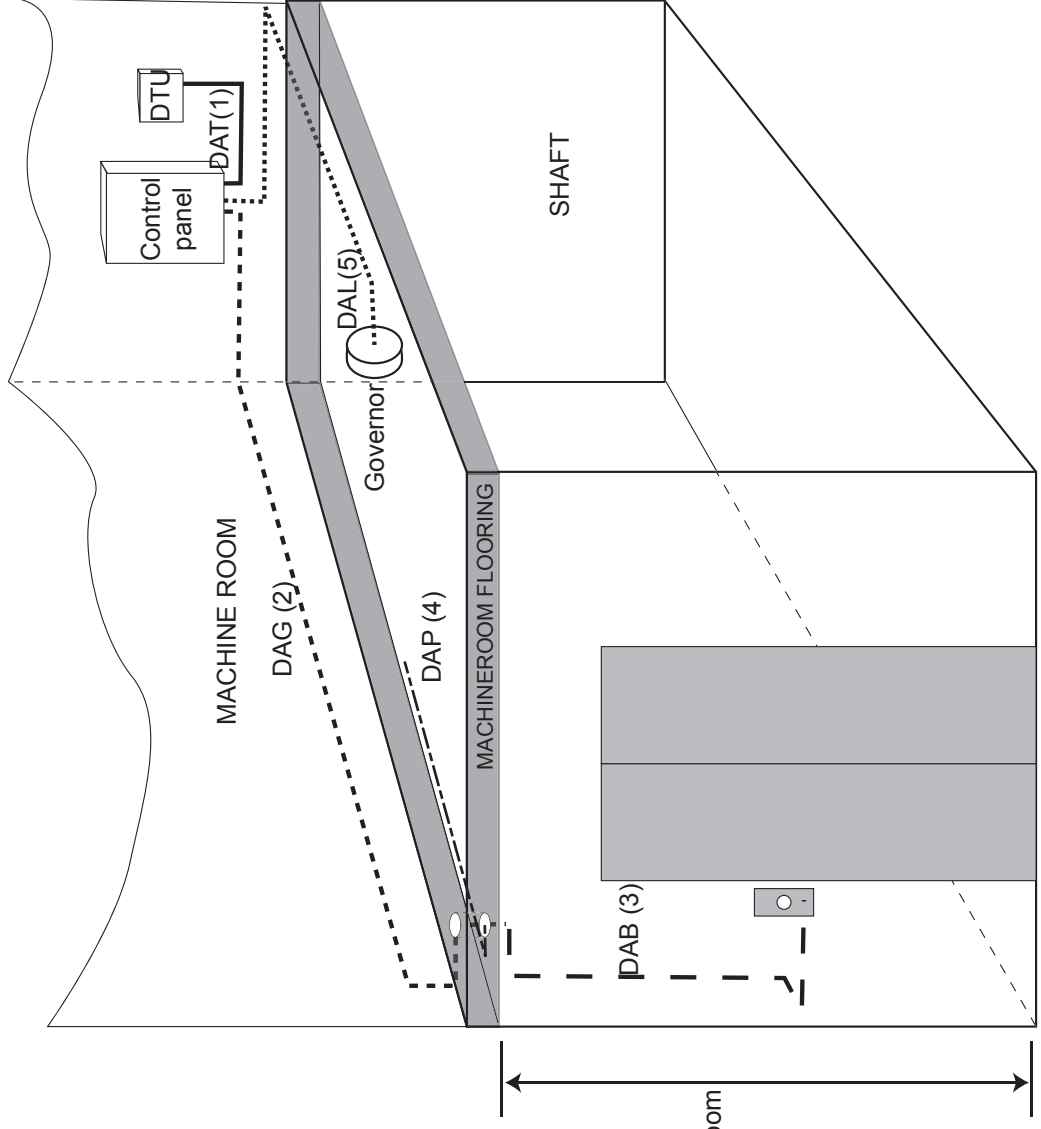 DTU
DAT(1)
Control
panel
SHAFT
DAL(5)
Governor
MACHINE ROOM
DAG (2)
DAP (4)
MACHINEROOM FLOORING
DAB (3)